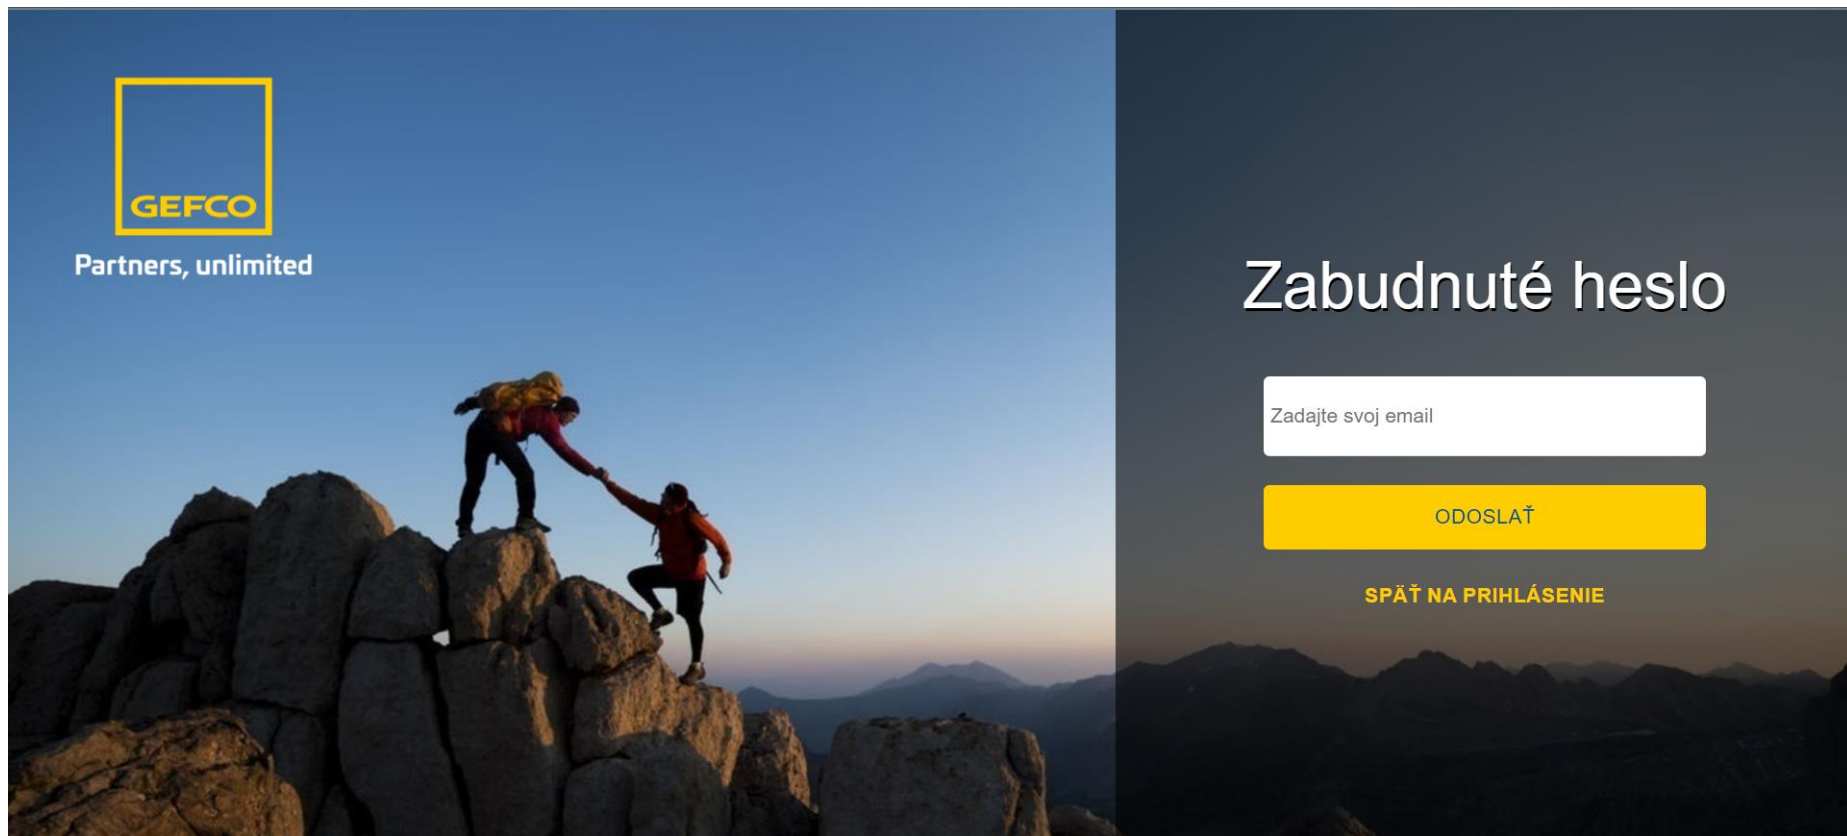 GEFCO
Partners, unlimited
Zabudnuté heslo
Zadajte svoj email
ODOSLAŤ
SPÄŤ NA PRIHLÁSENIE